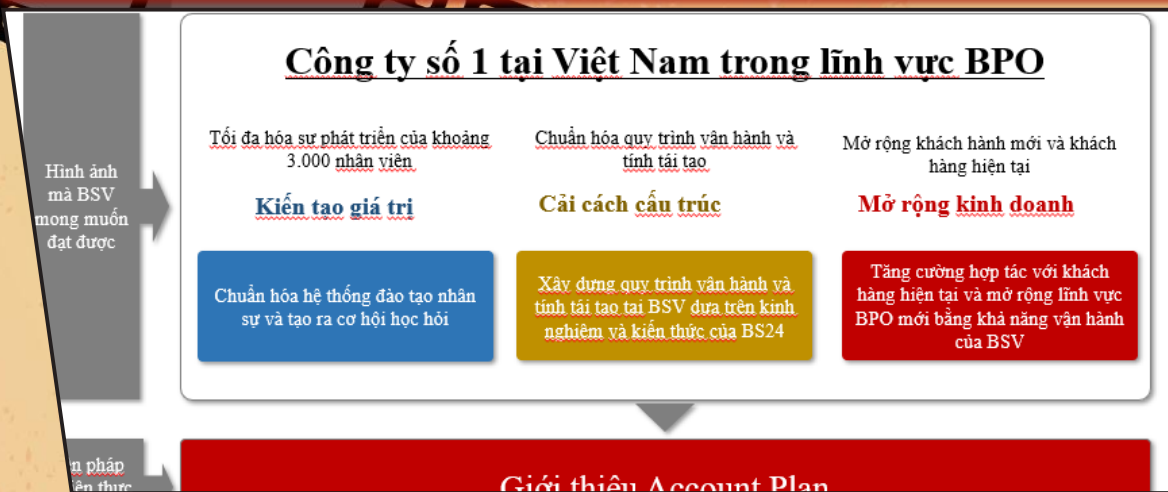 Công ty số 1 tại Việt Nam trong lĩnh vực BPO
Hình ảnh
mà BSV
mong muốn
đạt được
Tối đa hóa sự phát triển của khoảng
3.000 nhân viên
Kiến tạo giá trị
Chuẩn hóa hệ thống đào tạo nhân
sự và tạo ra cơ hội học hỏi
Chuẩn hóa quy trình vận hành và
tính tái tạo
Cải cách cấu trúc
Xây dựng quy trình vận hành và
tính tái tạo tại BSV dựa trên kinh
nghiệm và kiến thức của BS24
Mở rộng khách hành mới và khách
hàng hiện tại
Mở rộng kinh doanh
Tăng cường hợp tác với khách
hàng hiện tại và mở rộng lĩnh vực
BPO mới bằng khả năng vận hành
của BSV
pháp
thực
Giới thiệu Account Plan